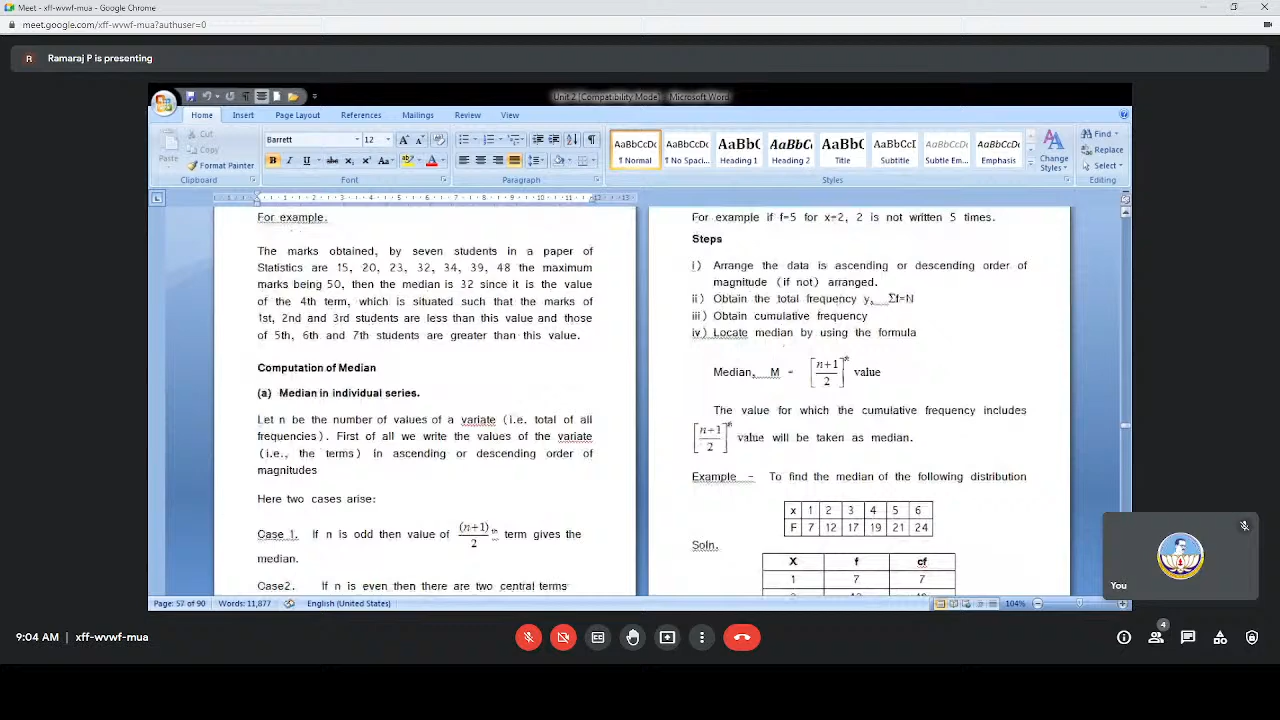 Meet - xff-wvwf-mua - Google Chrome
meet.google.com/xff-wvwf-mua?authuser=0
R Ramaraj P is presenting
Unit 2 [Compatibility Mode] - Microsoft Word
Home Insert Page Layout References Mailings Review View
Cut
Copy
Format Painter
Paste
Clipboard
Barrett 12
Font
Paragraph
AaBbCcDc AaBbCcDc AaBbC AaBbCc AaBbC AaBbCcI AaBbCcDc AaBbCcDc
¶ Normal ¶ No Spaci... Heading 1 Heading 2 Title Subtitle Subtle Em... Emphasis
Change Styles
Styles
Find
Replace
Select
Editing
For example.
The marks obtained, by seven students in a paper of
Statistics are 15, 20, 23, 32, 34, 39, 48 the maximum
marks being 50, then the median is 32 since it is the value
of the 4th term, which is situated such that the marks of
1st, 2nd and 3rd students are less than this value and those
of 5th, 6th and 7th students are greater than this value.
Computation of Median
(a) Median in individual series.
Let n be the number of values of a variate (i.e. total of all
frequencies). First of all we write the values of the variate
(i.e., the terms) in ascending or descending order of
magnitudes
Here two cases arise:
Case 1. If n is odd then value of (n+1)/2 th term gives the
median.
Case2. If n is even then there are two central terms
For example if f=5 for x=2, 2 is not written 5 times.
Steps
i) Arrange the data is ascending or descending order of
magnitude (if not) arranged.
ii) Obtain the total frequency y, Σf=N
iii) Obtain cumulative frequency
iv) Locate median by using the formula
Median, M - [n+1/2] value
The value for which the cumulative frequency includes
[n+1/2] value will be taken as median.
Example - To find the median of the following distribution
x 1 2 3 4 5 6
F 7 12 17 19 21 24
Soln,
X f cf
1 7 7
You
Page: 57 of 90 Words: 11,877 English (United States) 104%
9:04 AM | xff-wvwf-mua
4